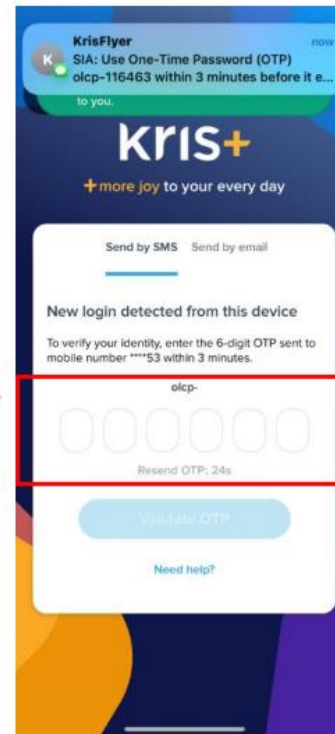 KrisFlyer
now
SIA: Use One-Time Password (OTP)
olcp-116463 within 3 minutes before it e...
to you.
kris+
+more joy to your every day
Send by SMS Send by email
New login detected from this device
To verify your identity, enter the 6-digit OTP sent to
mobile number ****53 within 3 minutes.
olcp-
Resend OTP: 24s
Validate OTP
Need help?